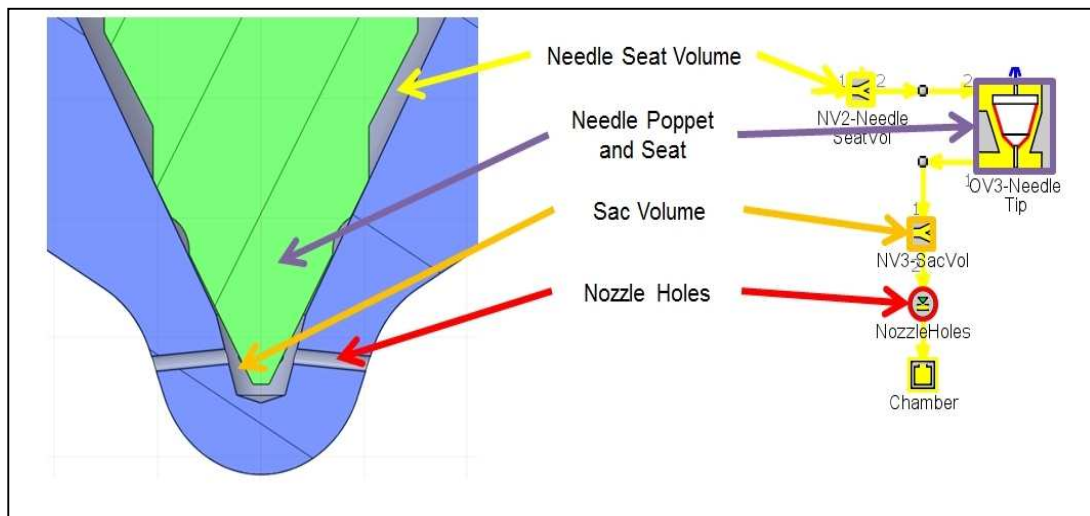 Needle Seat Volume
Needle Poppet
and Seat
Sac Volume
Nozzle Holes
1
2
NV2-Needle
SeatVol
2
1
OV3-Needle
Tip
1
NV3-SacVol
2
NozzleHoles
Chamber